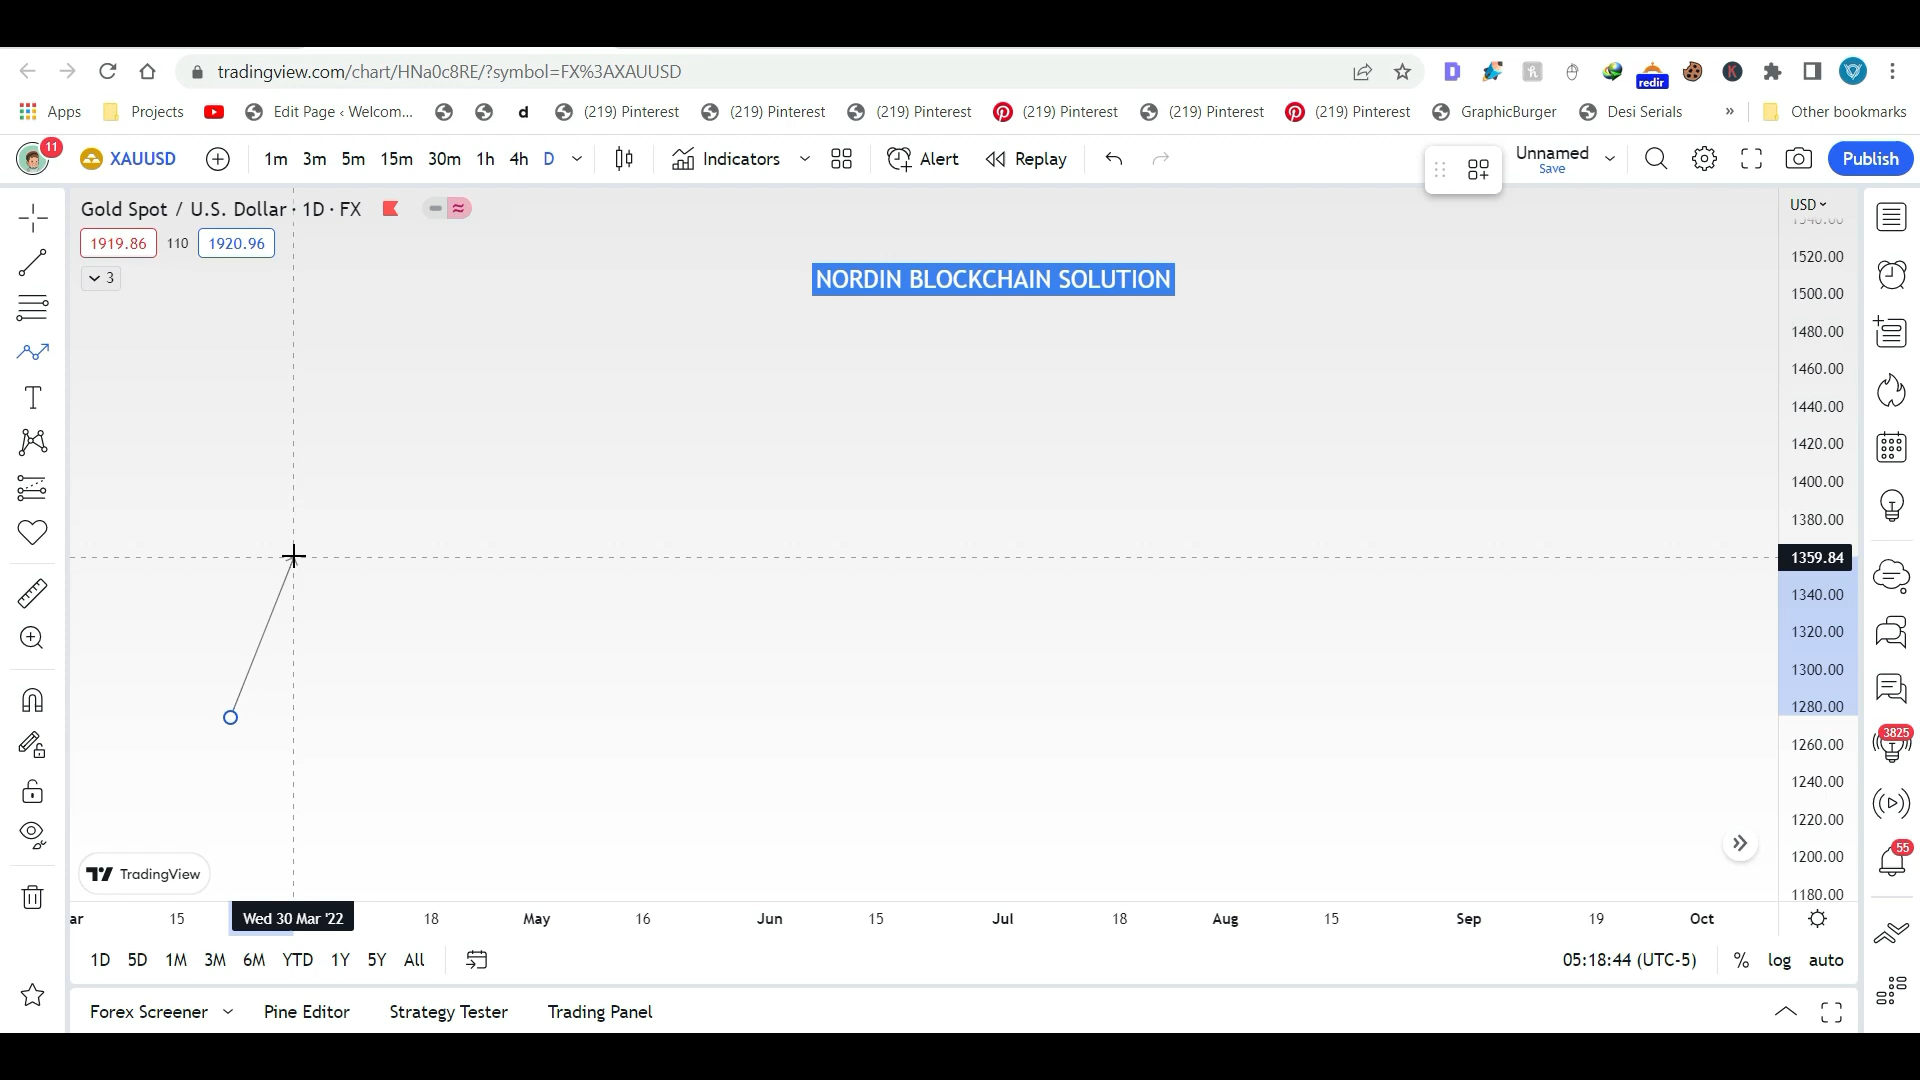 tradingview.com/chart/HNa0c8RE/?symbol=FX%3AXAUUSD
redir
K
Apps Projects Edit Page ‹ Welcom... d (219) Pinterest (219) Pinterest (219) Pinterest (219) Pinterest (219) Pinterest (219) Pinterest GraphicBurger Desi Serials » Other bookmarks
11 XAUUSD 1m 3m 5m 15m 30m 1h 4h D Indicators Alert Replay Unnamed Save Publish
Gold Spot / U.S. Dollar · 1D · FX
USD
1540.00
1919.86 110 1920.96
3
NORDIN BLOCKCHAIN SOLUTION
1520.00
1500.00
1480.00
1460.00
1440.00
1420.00
1400.00
1380.00
1359.84
1340.00
1320.00
1300.00
1280.00
1260.00
1240.00
1220.00
1200.00
1180.00
3825
55
TradingView
ar 15 Wed 30 Mar '22 18 May 16 Jun 15 Jul 18 Aug 15 Sep 19 Oct
1D 5D 1M 3M 6M YTD 1Y 5Y All 05:18:44 (UTC-5) % log auto
Forex Screener Pine Editor Strategy Tester Trading Panel